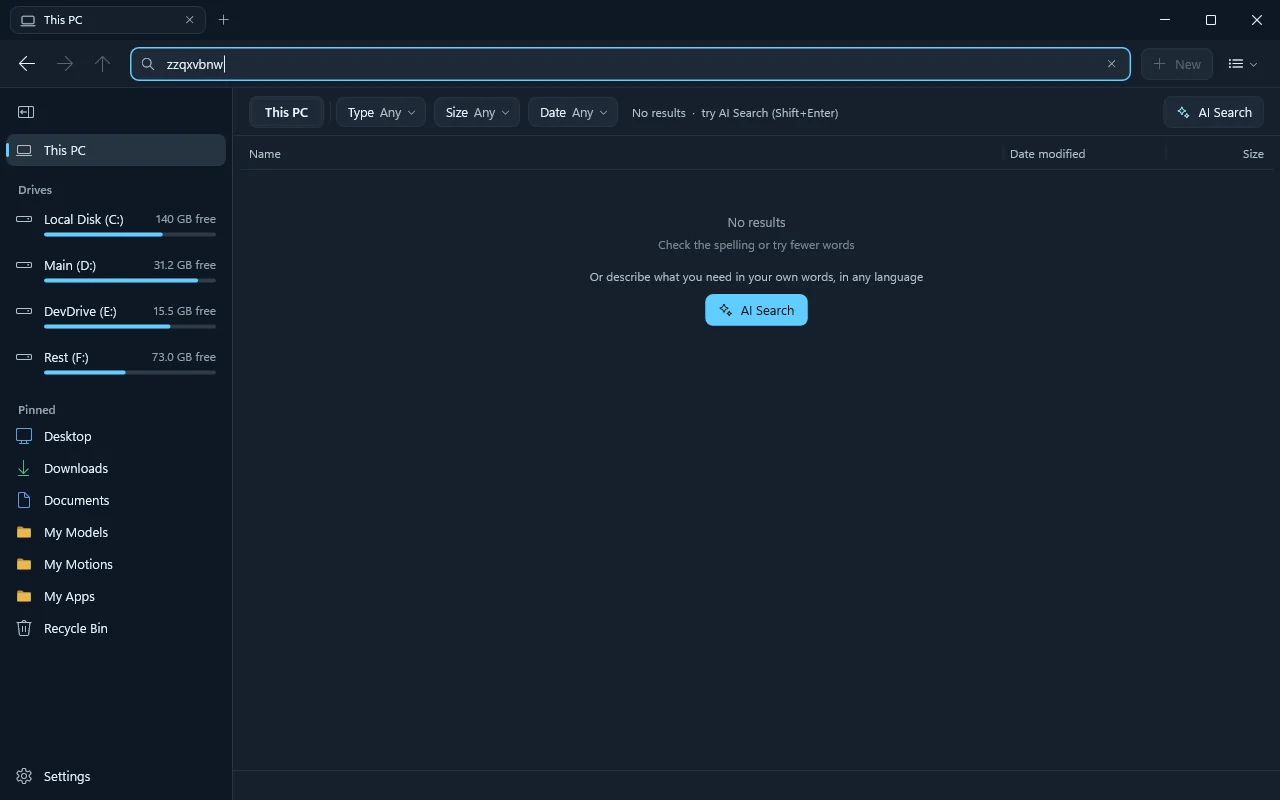 This PC
zzqxvbnw
New
This PC
Type Any
Size Any
Date Any
No results · try AI Search (Shift+Enter)
AI Search
This PC
Name
Date modified
Size
Drives
Local Disk (C:) 140 GB free
Main (D:) 31.2 GB free
DevDrive (E:) 15.5 GB free
Rest (F:) 73.0 GB free
No results
Check the spelling or try fewer words
Or describe what you need in your own words, in any language
AI Search
Pinned
Desktop
Downloads
Documents
My Models
My Motions
My Apps
Recycle Bin
Settings